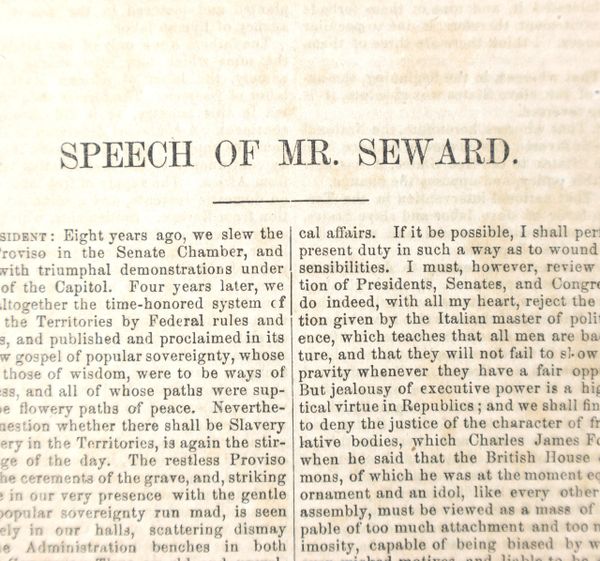 SPEECH OF MR. SEWARD.
SIDENT: Eight years ago, we slew the
Proviso in the Senate Chamber, and
with triumphal demonstrations under
of the Capitol. Four years later, we
altogether the time-honored system of
the Territories by Federal rules and
s, and published and proclaimed in its
w gospel of popular sovereignty, whose
those of wisdom, were to be ways of
ess, and all of whose paths were sup-
be flowery paths of peace. Neverthe-
question whether there shall be Slavery
ery in the Territories, is again the stir-
ge of the day. The restless Proviso
the cerements of the grave, and, striking
e in our very presence with the gentle
popular sovereignty run mad, is seen
ely in our halls, scattering dismay
e Administration benches in both
cal affairs. If it be possible, I shall per
present duty in such a way as to wound
sensibilities. I must, however, review
tion of Presidents, Senates, and Congre
do indeed, with all my heart, reject the
tion given by the Italian master of polit
ence, which teaches that all men are ba
ture, and that they will not fail to show
pravity whenever they have a fair oppo
But jealousy of executive power is a hig
tical virtue in Republics; and we shall fin
to deny the justice of the character of fr
lative bodies, which Charles James Fo
when he said that the British House
mons, of which he was at the moment eq
ornament and an idol, like every other
assembly, must be viewed as a mass of
pable of too much attachment and too m
imosity, capable of being biased by w